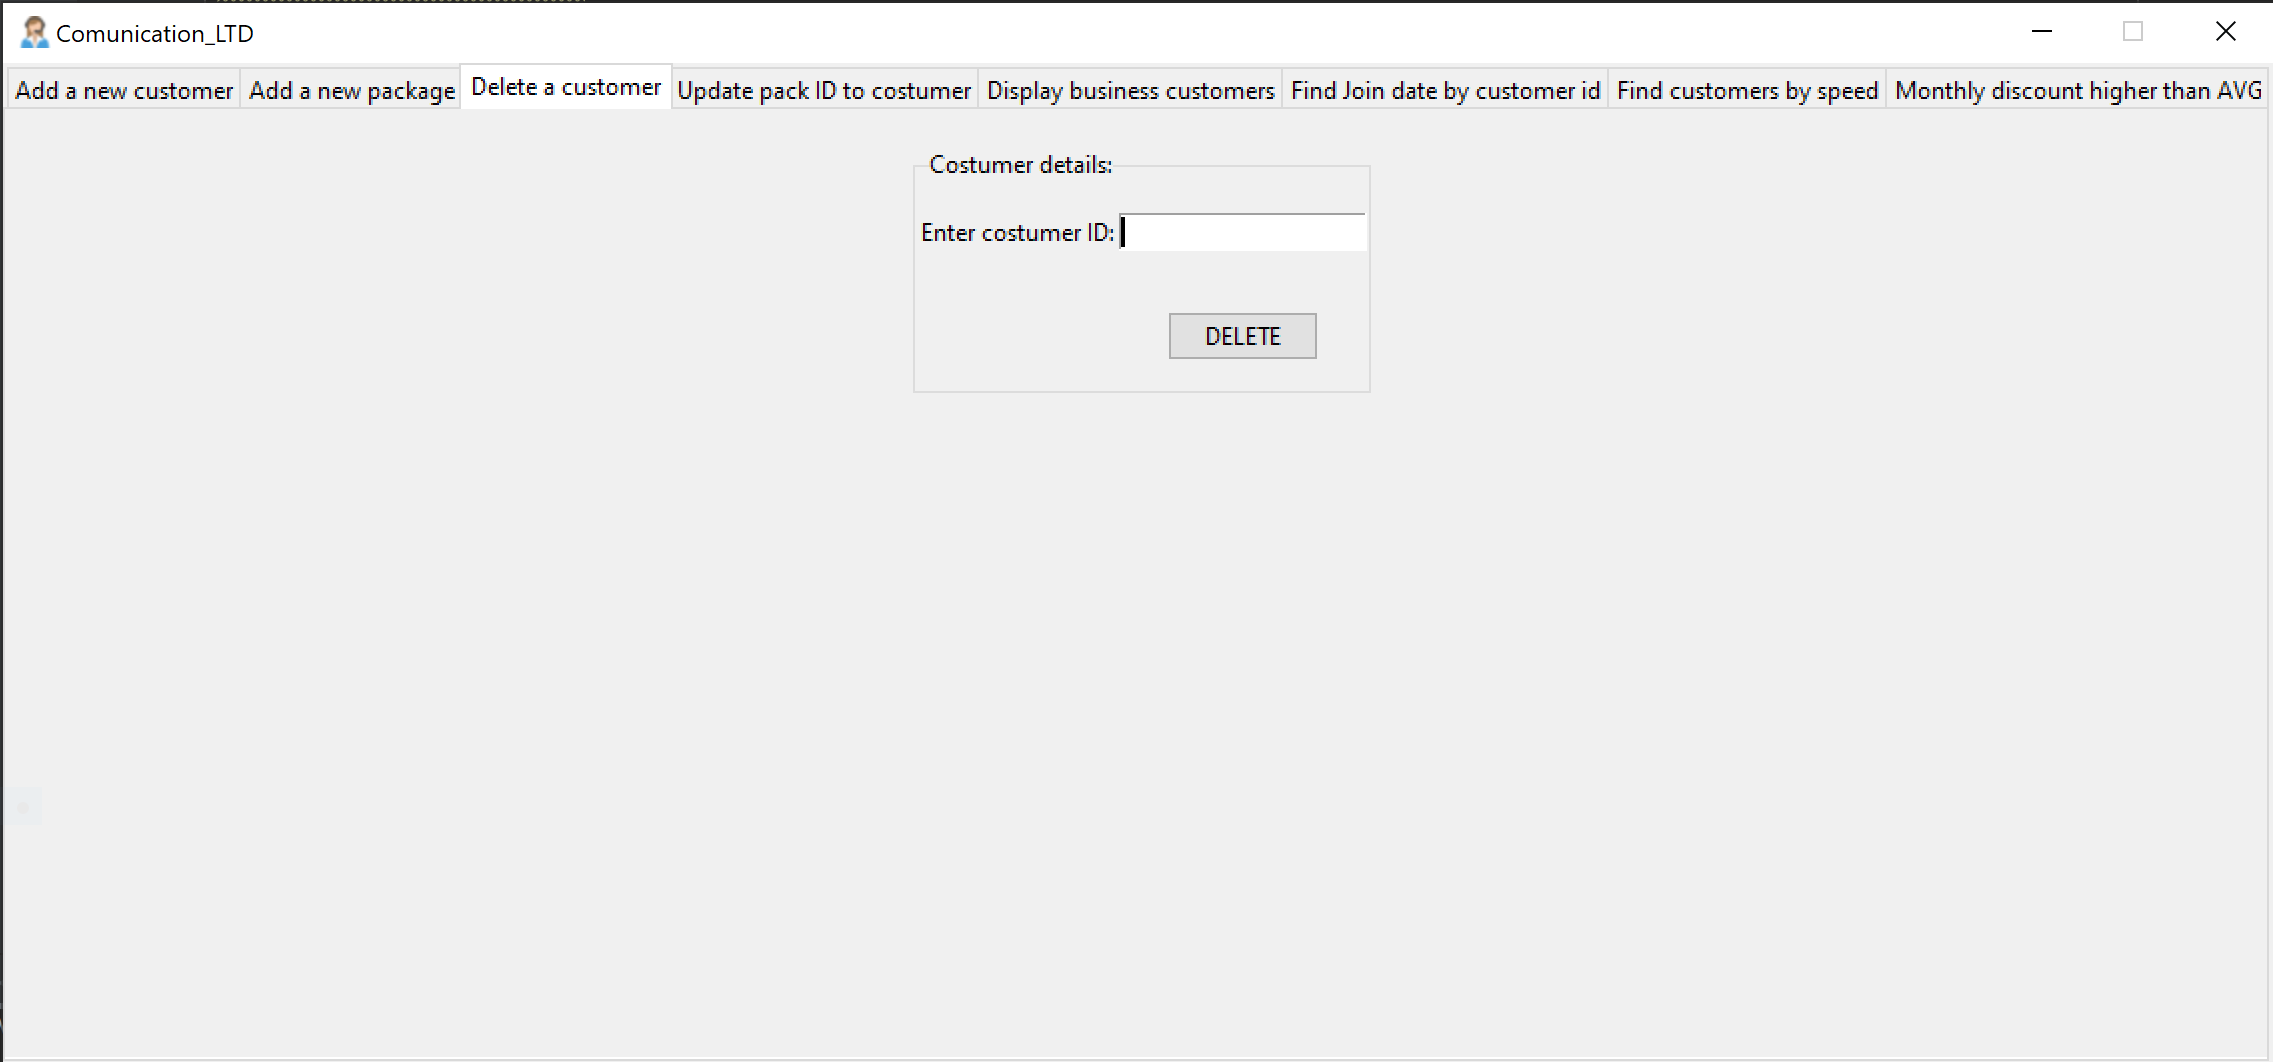 Comunication_LTD
Add a new customer Add a new package Delete a customer Update pack ID to costumer Display business customers Find Join date by customer id Find customers by speed Monthly discount higher than AVG
Costumer details:
Enter costumer ID:
DELETE